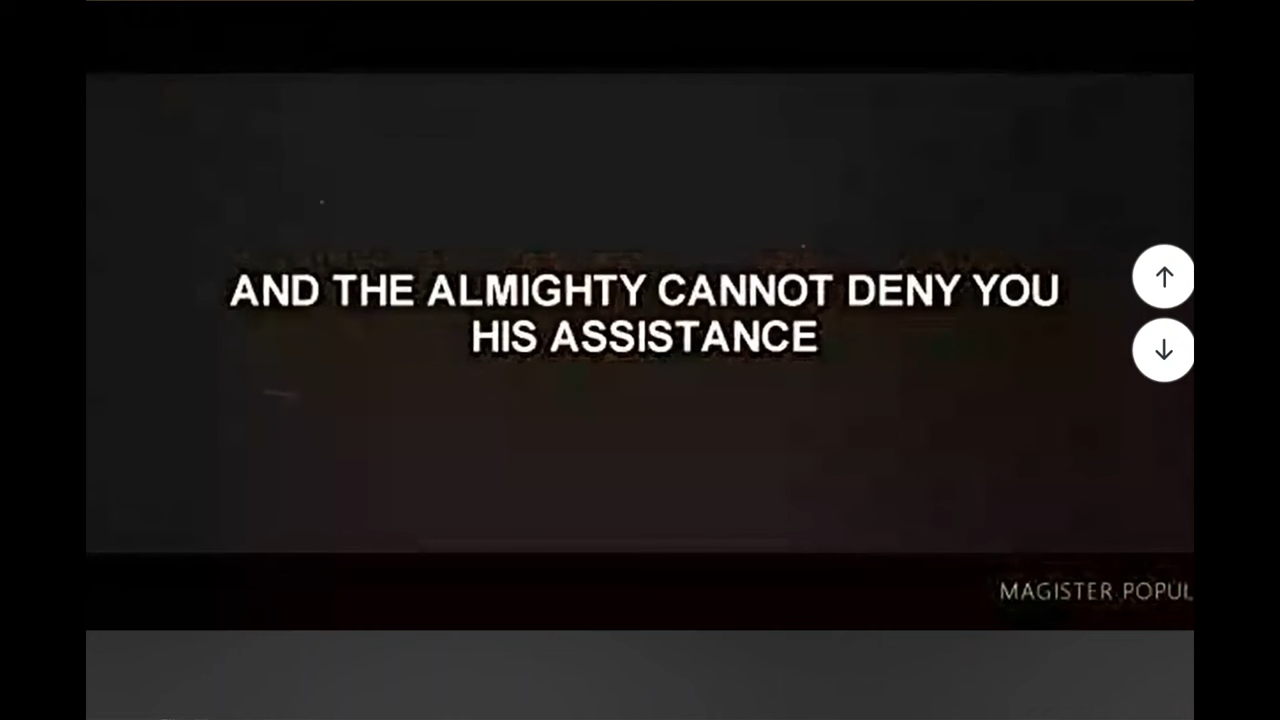 AND THE ALMIGHTY CANNOT DENY YOU
HIS ASSISTANCE
MAGISTER POPUL